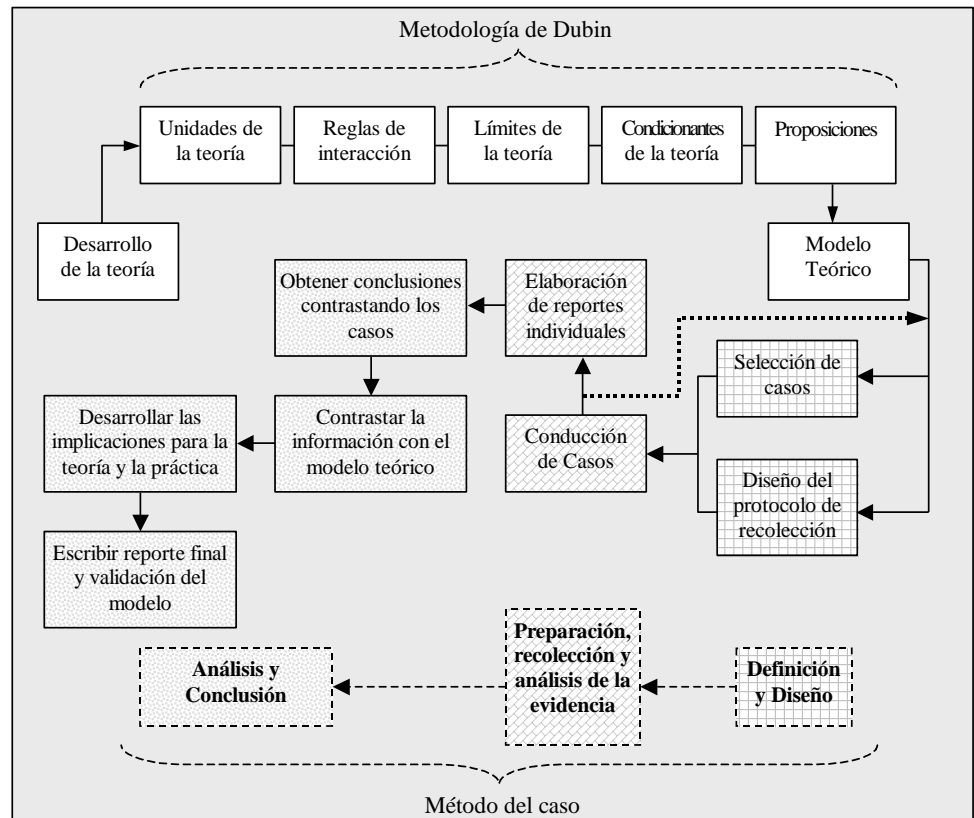 Metodología de Dubin
Unidades de
la teoría
Reglas de
interacción
Límites de
la teoría
Condicionantes
de la teoría
Proposiciones
Desarrollo
de la teoría
Modelo
Teórico
Obtener conclusiones
contrastando los
casos
Elaboración
de reportes
individuales
Selección de
casos
Desarrollar las
implicaciones para la
teoría y la práctica
Contrastar la
información con el
modelo teórico
Conducción
de Casos
Diseño del
protocolo de
recolección
Escribir reporte final
y validación del
modelo
Análisis y
Conclusión
Preparación,
recolección y
análisis de la
evidencia
Definición
y Diseño
Método del caso